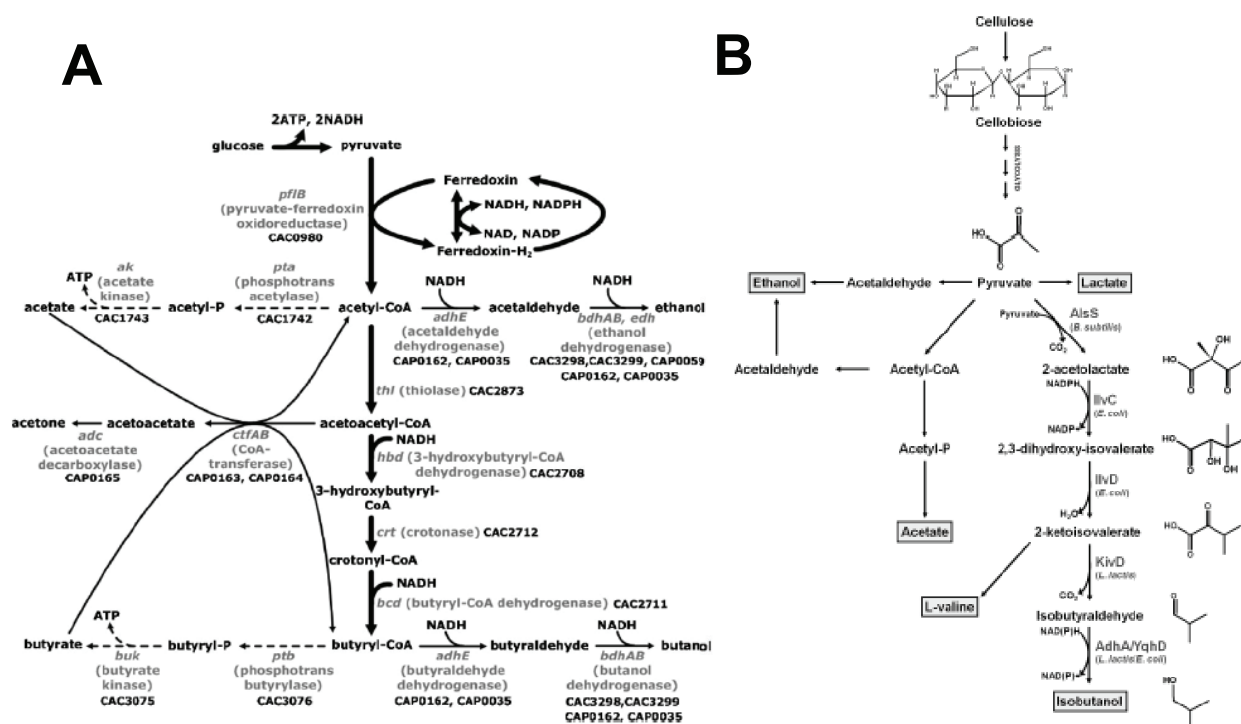 A
2ATP, 2NADH
glucose
pyruvate
pflB
(pyruvate-ferredoxin
oxidoreductase)
CAC0980
Ferredoxin
NADH, NADPH
NAD, NADP
Ferredoxin-H2
ATP
ak
(acetate
kinase)
pta
(phosphotrans
acetylase)
NADH
NADH
acetate
acetyl-P
acetyl-CoA
acetaldehyde
ethanol
CAC1743
CAC1742
adhE
(acetaldehyde
dehydrogenase)
CAP0162, CAP0035
bdhAB, edh
(ethanol
dehydrogenase)
CAC3298,CAC3299, CAP0059
CAP0162, CAP0035
thl (thiolase) CAC2873
acetone
acetoacetate
acetoacetyl-CoA
adc
(acetoacetate
decarboxylase)
CAP0165
ctfAB
(CoA-
transferase)
CAP0163, CAP0164
NADH
hbd (3-hydroxybutyryl-CoA
dehydrogenase) CAC2708
3-hydroxybutyryl-
CoA
crt (crotonase) CAC2712
crotonyl-CoA
NADH
bcd (butyryl-CoA dehydrogenase) CAC2711
ATP
NADH
NADH
butyrate
butyryl-P
butyryl-CoA
butyraldehyde
butanol
buk
(butyrate
kinase)
CAC3075
ptb
(phosphotrans
butyrylase)
CAC3076
adhE
(butyraldehyde
dehydrogenase)
CAP0162, CAP0035
bdhAB
(butanol
dehydrogenase)
CAC3298,CAC3299
CAP0162, CAP0035
B
Cellulose
Cellobiose
HO
O
O
Ethanol
Acetaldehyde
Pyruvate
Lactate
Pyruvate
AlsS
(B. subtilis)
CO2
Acetaldehyde
Acetyl-CoA
2-acetolactate
HO
OH
O
O
NADPH
IlvC
(E. coli)
NADP
Acetyl-P
2,3-dihydroxy-isovalerate
HO
O
OH
OH
IlvD
(E. coli)
H2O
Acetate
2-ketoisovalerate
HO
O
O
KivD
(L. lactis)
CO2
L-valine
Isobutyraldehyde
O
NAD(P)H
AdhA/YqhD
(L. lactis/E. coli)
NAD(P)
Isobutanol
HO